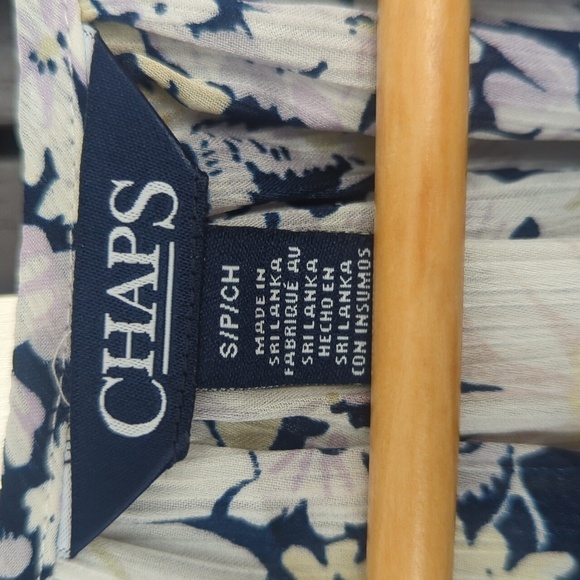 CHAPS
S/P/CH
MADE IN
SRI LANKA
FABRIQUÉ AU
SRI LANKA
HECHO EN
SRI LANKA
CON INSUMOS